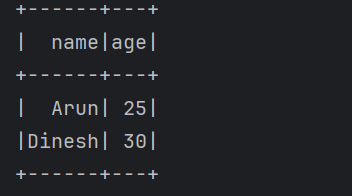 +------+---+
|  name|age|
+------+---+
|  Arun| 25|
|Dinesh| 30|
+------+---+